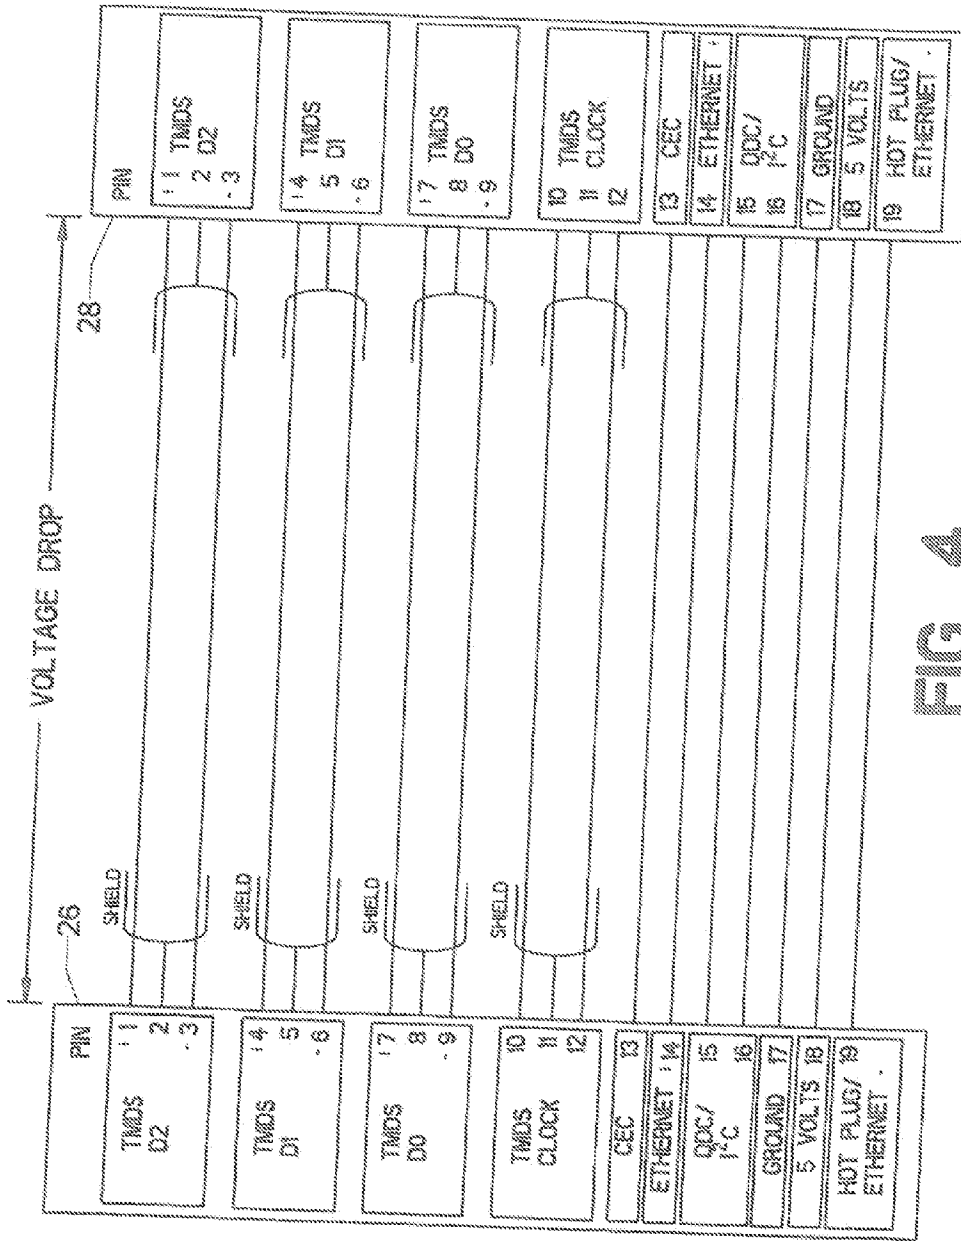 VOLTAGE DROP
26
28
PIN
TMDS
D2
1
2
- 3
TMDS
D1
4
5
- 6
TMDS
D0
7
8
- 9
TMDS
CLOCK
10
11
12
CEC 13
ETHERNET 14
DDC/
I²C
15
16
GROUND 17
5 VOLTS 18
HOT PLUG/ 19
ETHERNET -
SHIELD
SHIELD
SHIELD
SHIELD
PIN
1
2
- 3
TMDS
D2
4
5
- 6
TMDS
D1
7
8
- 9
TMDS
D0
10
11
12
TMDS
CLOCK
13 CEC
14 ETHERNET
15
16
DDC/
I²C
17 GROUND
18 5 VOLTS
19 HOT PLUG/
ETHERNET -
FIG 4